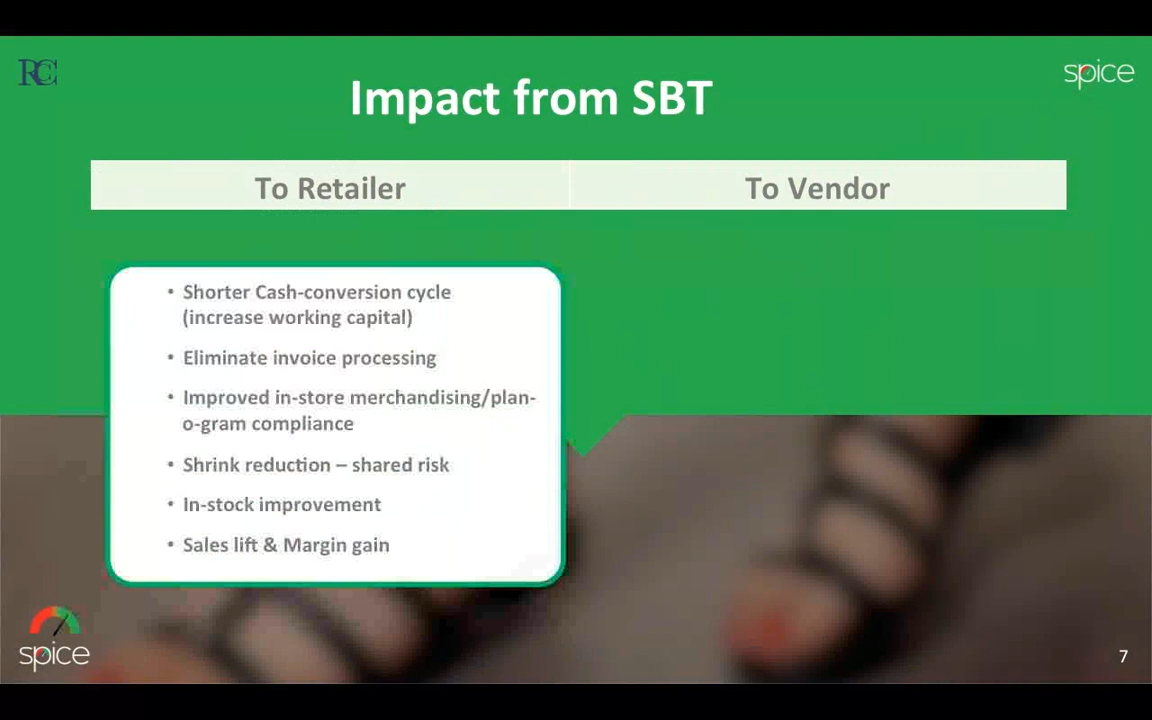 RC
spice
Impact from SBT
To Retailer
To Vendor
• Shorter Cash-conversion cycle
(increase working capital)
• Eliminate invoice processing
• Improved in-store merchandising/plan-
o-gram compliance
• Shrink reduction – shared risk
• In-stock improvement
• Sales lift & Margin gain
spice
7